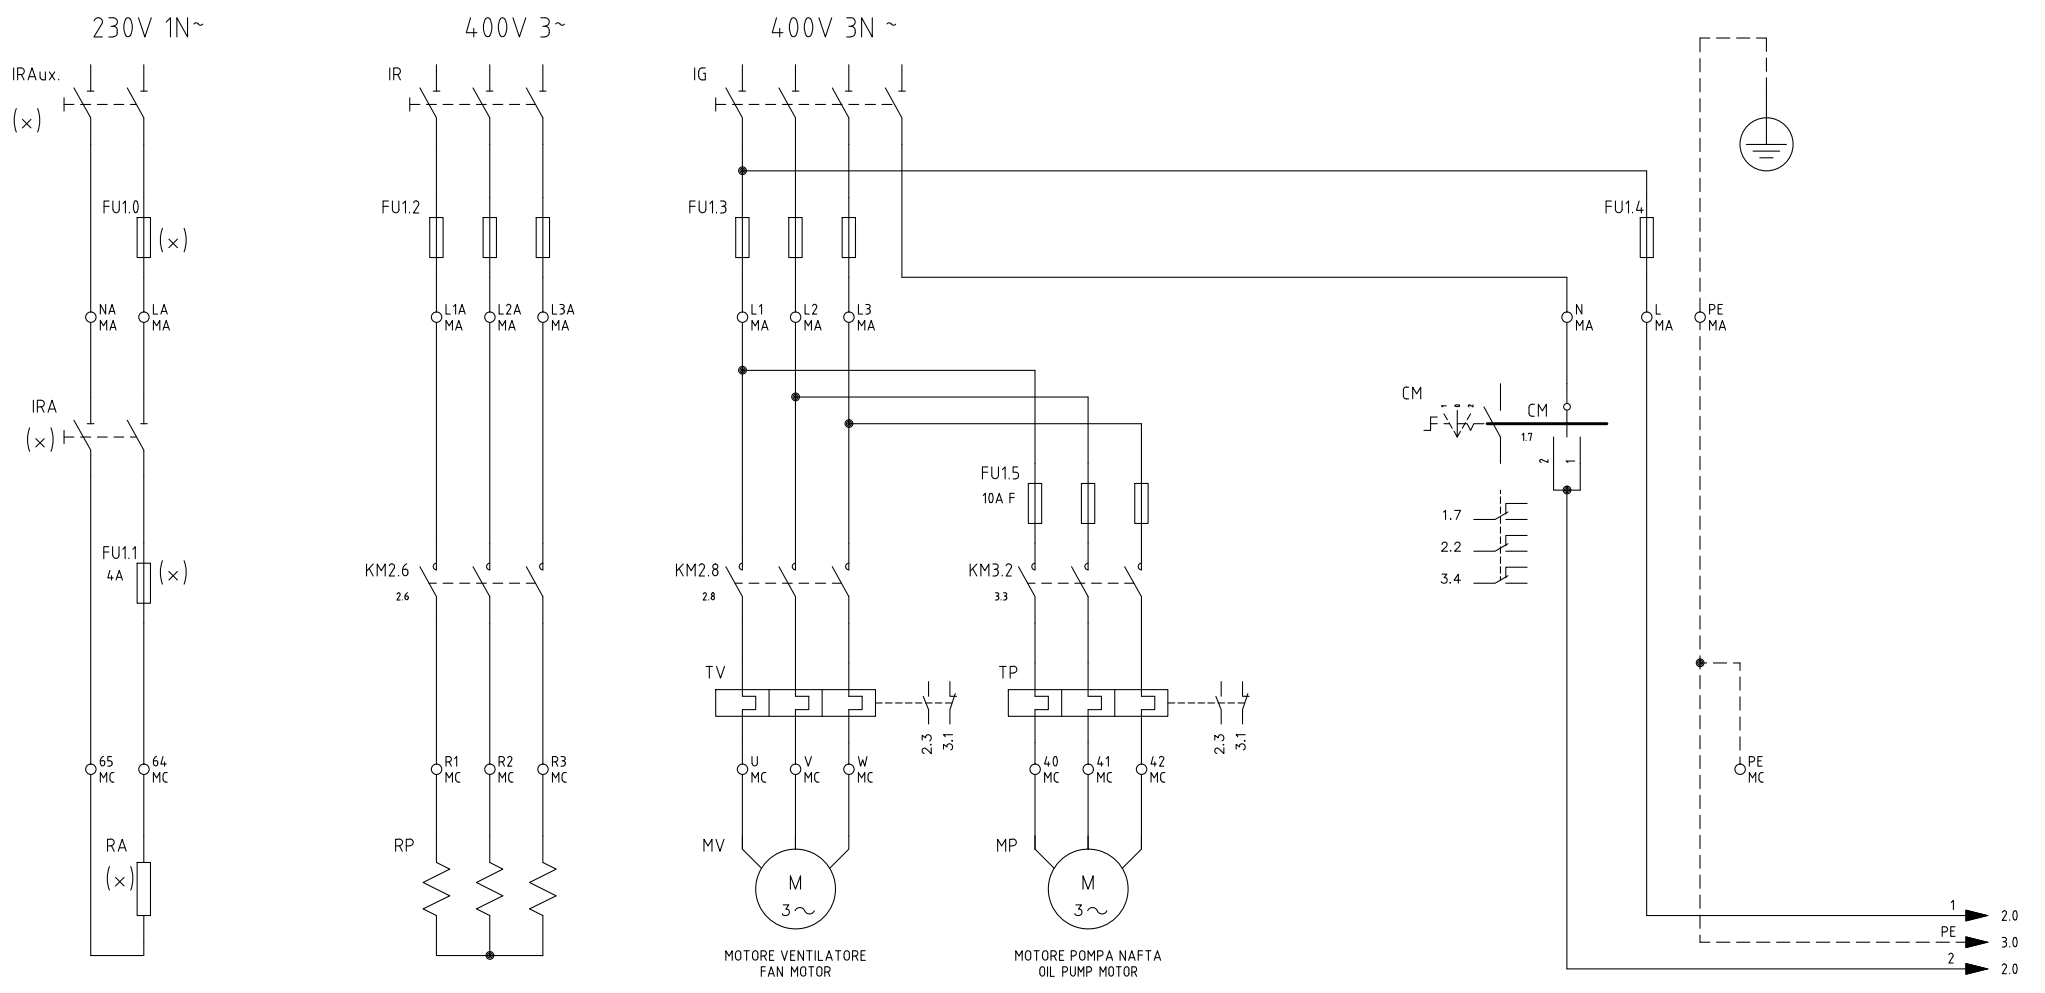 230V 1N~
400V 3~
400V 3N ~
IRAux.
(x)
IR
IG
FU1.0
(x)
FU1.2
FU1.3
FU1.4
NA
MA
LA
MA
L1A
MA
L2A
MA
L3A
MA
L1
MA
L2
MA
L3
MA
N
MA
L
MA
PE
MA
IRA
(x)
CM
1 0 2
CM
1.7
2 1
FU1.5
10A F
1.7
2.2
3.4
FU1.1
4A
(x)
KM2.6
2.6
KM2.8
2.8
KM3.2
3.3
TV
2.3
3.1
TP
2.3
3.1
65
MC
64
MC
R1
MC
R2
MC
R3
MC
U
MC
V
MC
W
MC
40
MC
41
MC
42
MC
PE
MC
RA
(x)
RP
MV
M
3~
MP
M
3~
MOTORE VENTILATORE
FAN MOTOR
MOTORE POMPA NAFTA
OIL PUMP MOTOR
1 2.0
PE 3.0
2 2.0